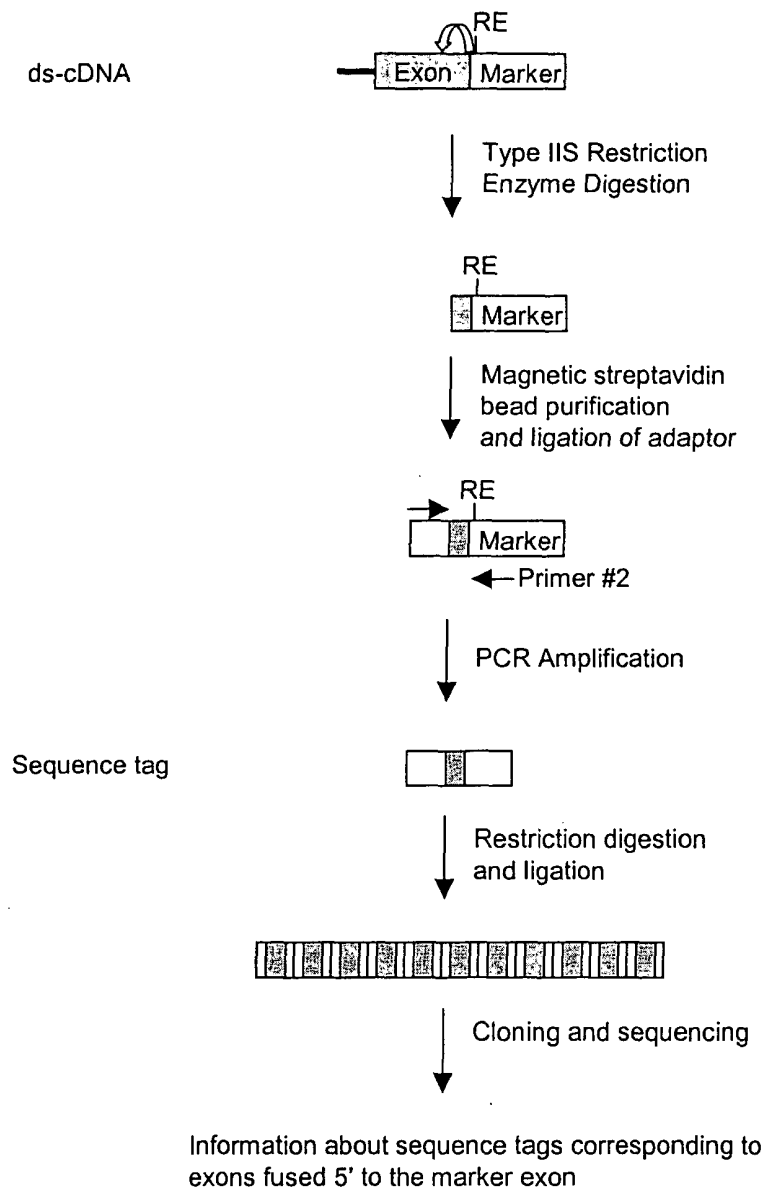 RE
ds-cDNA
Exon Marker
Type IIS Restriction
Enzyme Digestion
RE
Marker
Magnetic streptavidin
bead purification
and ligation of adaptor
RE
Marker
Primer #2
PCR Amplification
Sequence tag
Restriction digestion
and ligation
Cloning and sequencing
Information about sequence tags corresponding to
exons fused 5' to the marker exon